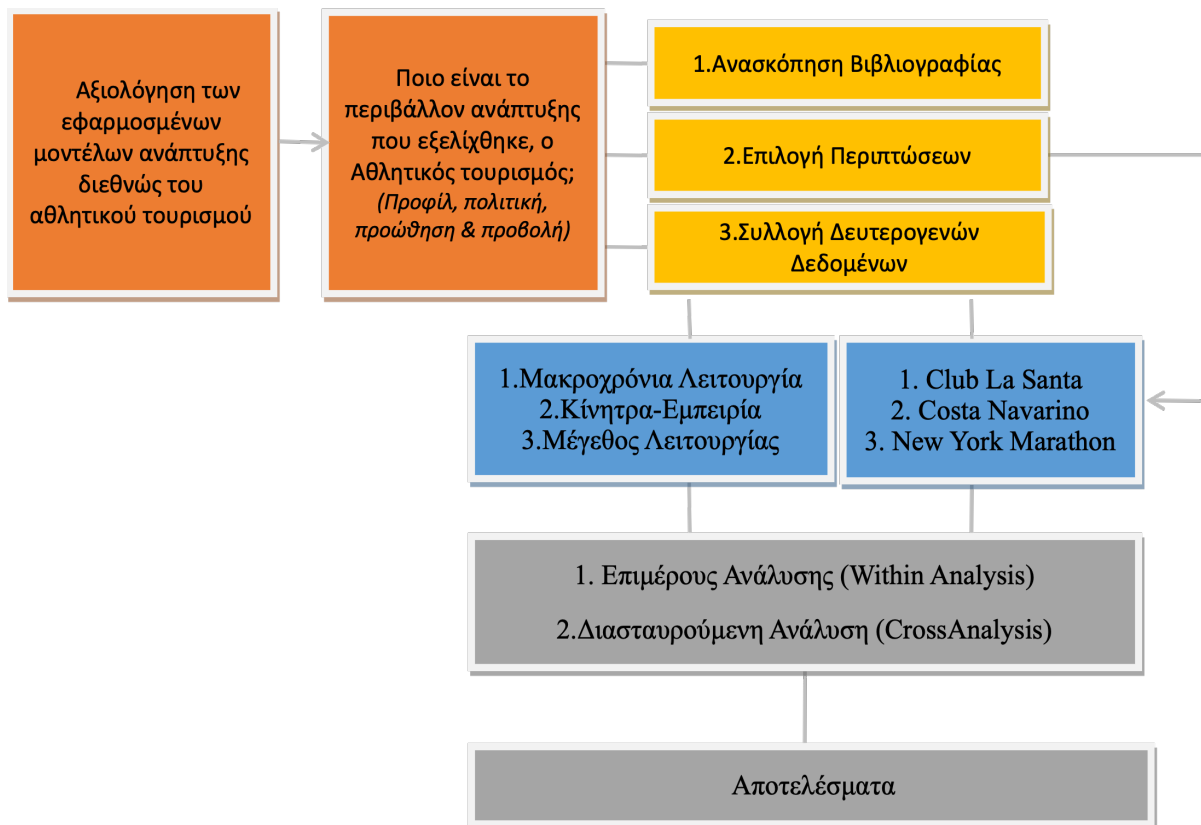 Αξιολόγηση των
εφαρμοσμένων
μοντέλων ανάπτυξης
διεθνώς του
αθλητικού τουρισμού
Ποιο είναι το
περιβάλλον ανάπτυξης
που εξελίχθηκε, ο
Αθλητικός τουρισμός;
(Προφίλ, πολιτική,
προώθηση & προβολή)
1.Ανασκόπηση Βιβλιογραφίας
2.Επιλογή Περιπτώσεων
3.Συλλογή Δευτερογενών
Δεδομένων
1.Μακροχρόνια Λειτουργία
2.Κίνητρα-Εμπειρία
3.Μέγεθος Λειτουργίας
1. Club La Santa
2. Costa Navarino
3. New York Marathon
1. Επιμέρους Ανάλυσης (Within Analysis)
2.Διασταυρούμενη Ανάλυση (CrossAnalysis)
Αποτελέσματα